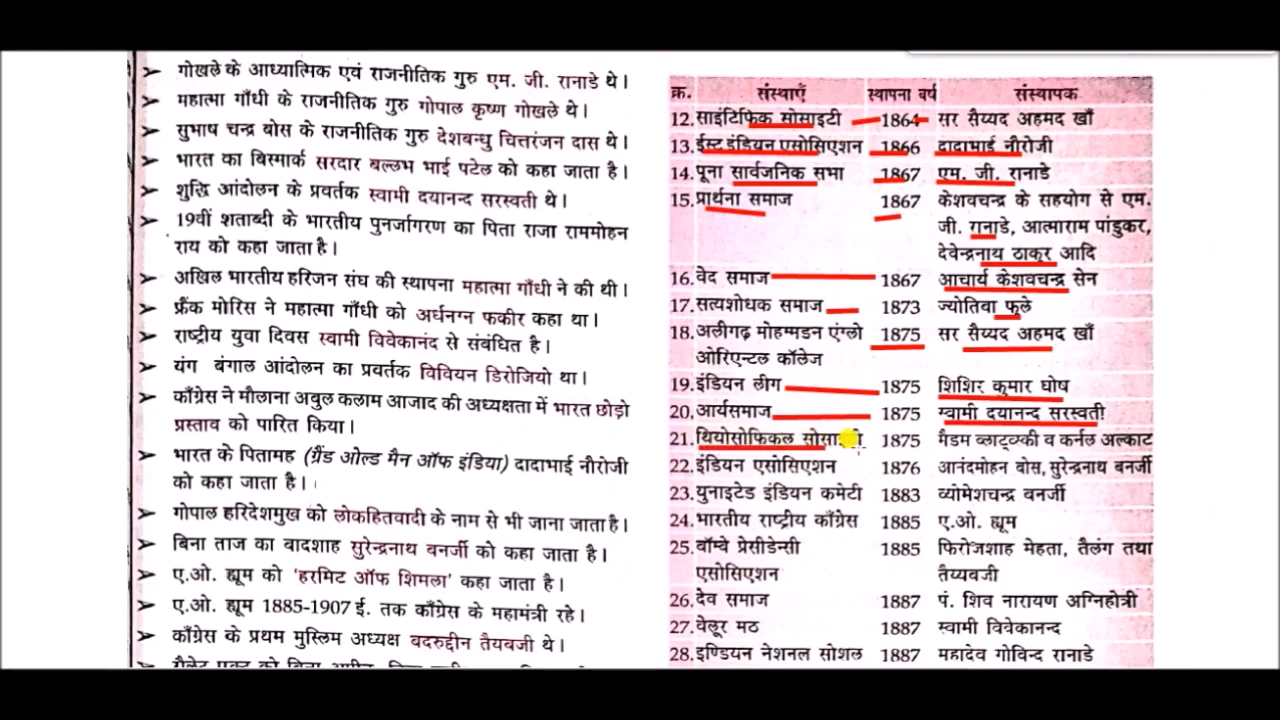 गोखले के आध्यात्मिक एवं राजनीतिक गुरु एम. जी. रानाडे थे।
महात्मा गाँधी के राजनीतिक गुरु गोपाल कृष्ण गोखले थे।
सुभाष चन्द्र बोस के राजनीतिक गुरु देशबन्धु चित्तरंजन दास थे।
भारत का बिस्मार्क सरदार बल्लभ भाई पटेल को कहा जाता है।
शुद्धि आंदोलन के प्रवर्तक स्वामी दयानन्द सरस्वती थे।
19वीं शताब्दी के भारतीय पुनर्जागरण का पिता राजा राममोहन
राय को कहा जाता है।
अखिल भारतीय हरिजन संघ की स्थापना महात्मा गाँधी ने की थी।
फ्रैंक मोरिस ने महात्मा गाँधी को अर्धनग्न फकीर कहा था।
राष्ट्रीय युवा दिवस स्वामी विवेकानंद से संबंधित है।
यंग बंगाल आंदोलन का प्रवर्तक विवियन डिरोजियो था।
काँग्रेस ने मौलाना अबुल कलाम आजाद की अध्यक्षता में भारत छोड़ो
प्रस्ताव को पारित किया।
भारत के पितामह (ग्रैंड ओल्ड मैन ऑफ इंडिया) दादाभाई नौरोजी
को कहा जाता है।
गोपाल हरिदेशमुख को लोकहितवादी के नाम से भी जाना जाता है।
बिना ताज का बादशाह सुरेन्द्रनाथ बनर्जी को कहा जाता है।
ए.ओ. ह्यूम को 'हरमिट ऑफ शिमला' कहा जाता है।
ए.ओ. ह्यूम 1885-1907 ई. तक काँग्रेस के महामंत्री रहे।
काँग्रेस के प्रथम मुस्लिम अध्यक्ष बदरुद्दीन तैयबजी थे।
क्र. संस्थाएँ स्थापना वर्ष संस्थापक
12. साइंटिफिक सोसाइटी 1864 सर सैय्यद अहमद खाँ
13. ईस्ट इंडियन एसोसिएशन 1866 दादाभाई नौरोजी
14. पूना सार्वजनिक सभा 1867 एम. जी. रानाडे
15. प्रार्थना समाज 1867 केशवचन्द्र के सहयोग से एम.
जी. रानाडे, आत्माराम पांडुकर,
देवेन्द्रनाथ ठाकुर आदि
16. वेद समाज 1867 आचार्य केशवचन्द्र सेन
17. सत्यशोधक समाज 1873 ज्योतिवा फूले
18. अलीगढ़ मोहम्मडन एंग्लो 1875 सर सैय्यद अहमद खाँ
ओरिएन्टल कॉलेज
19. इंडियन लीग 1875 शिशिर कुमार घोष
20. आर्यसमाज 1875 स्वामी दयानन्द सरस्वती
21. थियोसोफिकल 1875 मैडम ब्लाट्व्स्की व कर्नल अल्काट
22. इंडियन एसोसिएशन 1876 आनंदमोहन बोस, सुरेन्द्रनाथ बनर्जी
23. युनाइटेड इंडियन कमेटी 1883 व्योमेशचन्द्र बनर्जी
24. भारतीय राष्ट्रीय काँग्रेस 1885 ए.ओ. ह्यूम
25. बॉम्बे प्रेसीडेन्सी 1885 फिरोजशाह मेहता, तैलंग तथा
एसोसिएशन तैय्यबजी
26. देव समाज 1887 पं. शिव नारायण अग्निहोत्री
27. वेलूर मठ 1887 स्वामी विवेकानन्द
28. इण्डियन नेशनल सोशल 1887 महादेव गोविन्द रानाडे